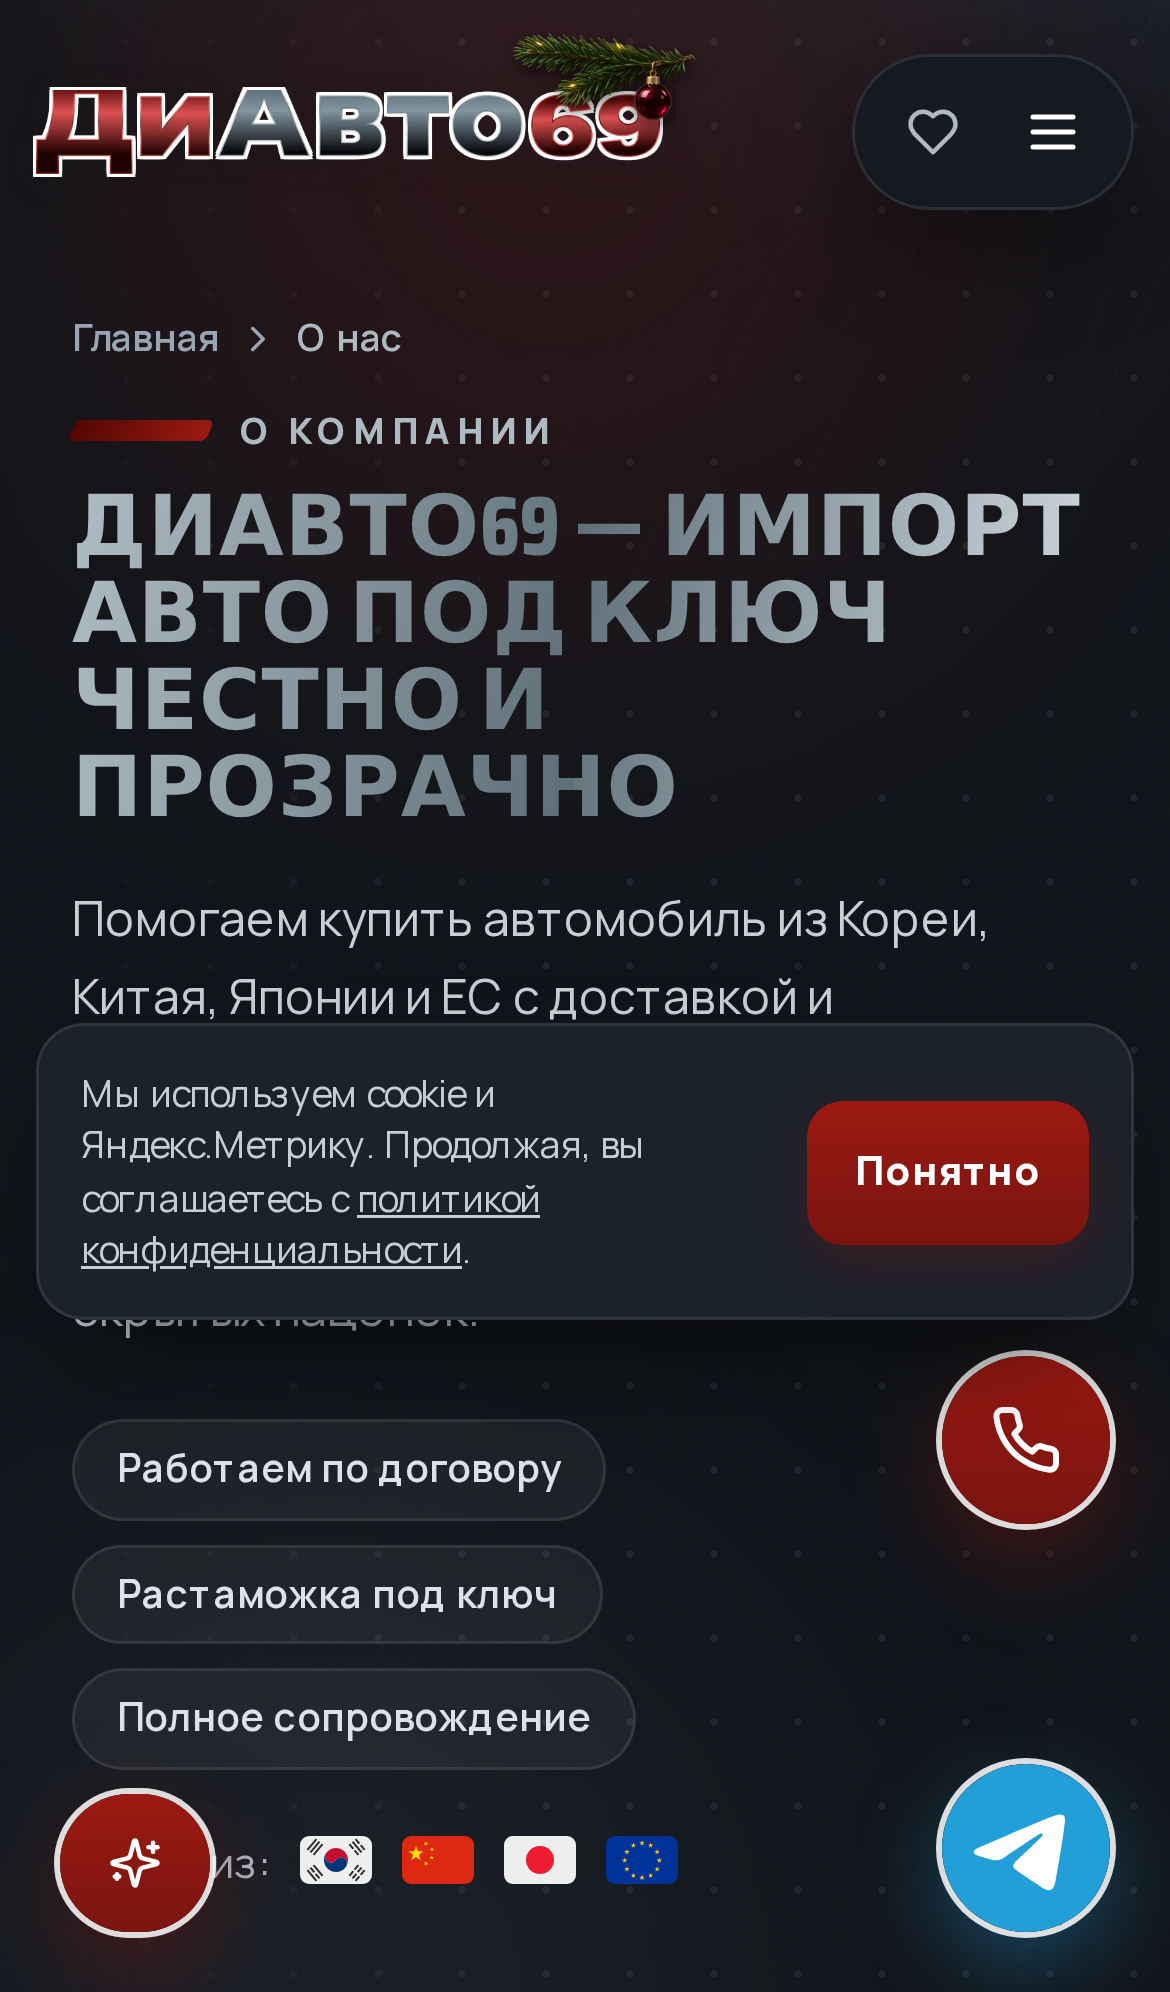 ДиАвто69
Главная > О нас
О КОМПАНИИ
ДИАВТО69 — ИМПОРТ
АВТО ПОД КЛЮЧ
ЧЕСТНО И
ПРОЗРАЧНО
Помогаем купить автомобиль из Кореи,
Китая, Японии и ЕС с доставкой и
Мы используем cookie и
Яндекс.Метрику. Продолжая, вы
соглашаетесь с политикой
конфиденциальности.
Понятно
Работаем по договору
Растаможка под ключ
Полное сопровождение
из: